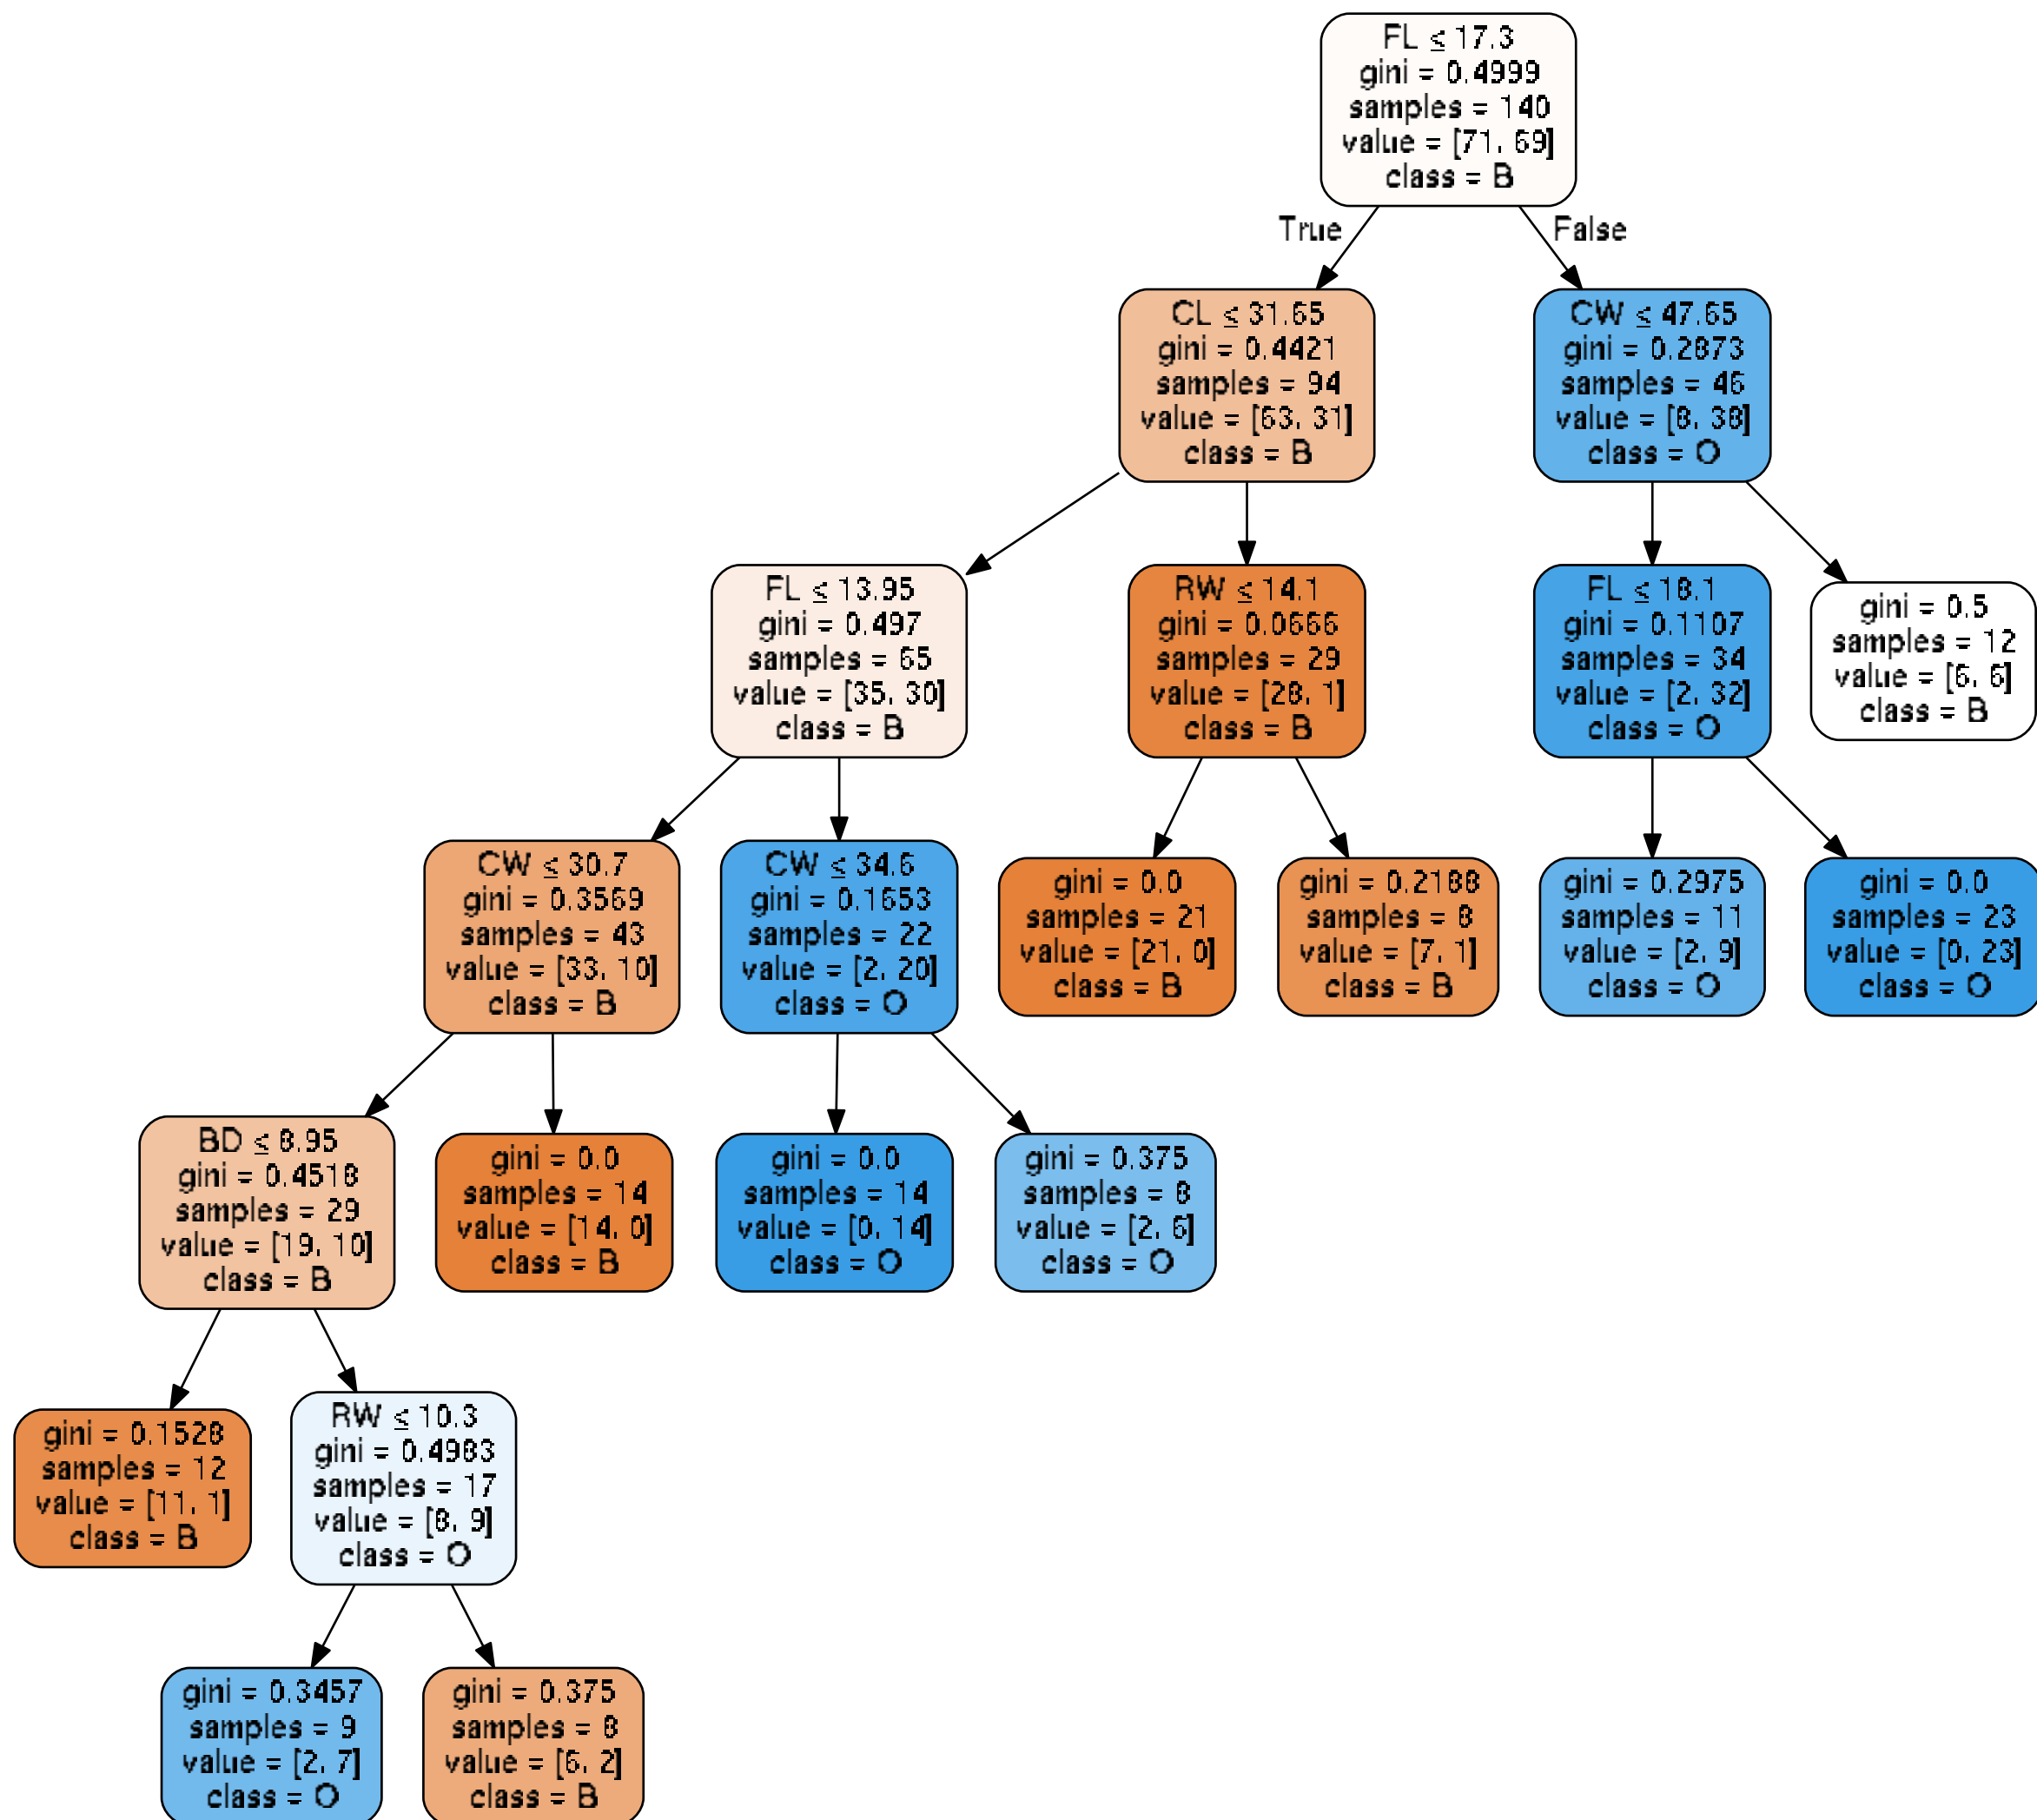 FL ≤ 17.3
gini = 0.4999
samples = 140
value = [71, 69]
class = B
True
False
CL ≤ 31.65
gini = 0.4421
samples = 94
value = [63, 31]
class = B
CW ≤ 47.65
gini = 0.2873
samples = 46
value = [8, 38]
class = O
FL ≤ 13.95
gini = 0.497
samples = 65
value = [35, 30]
class = B
RW ≤ 14.1
gini = 0.0666
samples = 29
value = [28, 1]
class = B
FL ≤ 18.1
gini = 0.1107
samples = 34
value = [2, 32]
class = O
gini = 0.5
samples = 12
value = [6, 6]
class = B
CW ≤ 30.7
gini = 0.3569
samples = 43
value = [33, 10]
class = B
CW ≤ 34.6
gini = 0.1653
samples = 22
value = [2, 20]
class = O
gini = 0.0
samples = 21
value = [21, 0]
class = B
gini = 0.2188
samples = 8
value = [7, 1]
class = B
gini = 0.2975
samples = 11
value = [2, 9]
class = O
gini = 0.0
samples = 23
value = [0, 23]
class = O
BD ≤ 8.95
gini = 0.4518
samples = 29
value = [19, 10]
class = B
gini = 0.0
samples = 14
value = [14, 0]
class = B
gini = 0.0
samples = 14
value = [0, 14]
class = O
gini = 0.375
samples = 8
value = [2, 6]
class = O
gini = 0.1528
samples = 12
value = [11, 1]
class = B
RW ≤ 10.3
gini = 0.4983
samples = 17
value = [8, 9]
class = O
gini = 0.3457
samples = 9
value = [2, 7]
class = O
gini = 0.375
samples = 8
value = [6, 2]
class = B